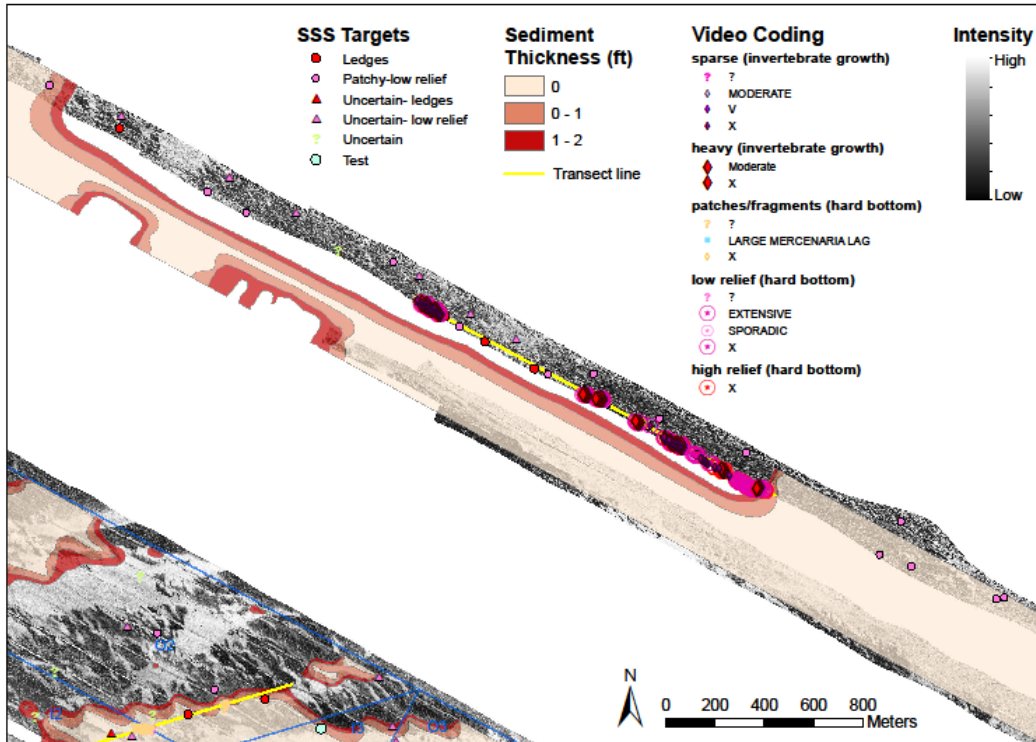 SSS Targets
Ledges
Patchy-low relief
Uncertain- ledges
Uncertain- low relief
? Uncertain
Test
Sediment
Thickness (ft)
0
0 - 1
1 - 2
Transect line
Video Coding
sparse (invertebrate growth)
? ?
MODERATE
V
X
heavy (invertebrate growth)
Moderate
X
patches/fragments (hard bottom)
? ?
LARGE MERCENARIA LAG
X
low relief (hard bottom)
? ?
EXTENSIVE
SPORADIC
X
high relief (hard bottom)
X
Intensity
High
Low
?
?
?
?
?
12
N
0 200 400 600 800
Meters